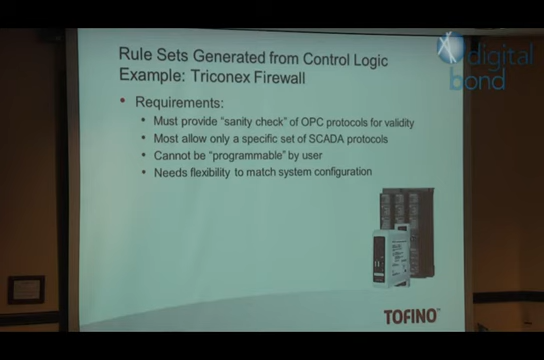 Rule Sets Generated from Control Logic
Example: Triconex Firewall
• Requirements:
• Must provide “sanity check” of OPC protocols for validity
• Most allow only a specific set of SCADA protocols
• Cannot be “programmable” by user
• Needs flexibility to match system configuration
TOFINO™
digital
bond